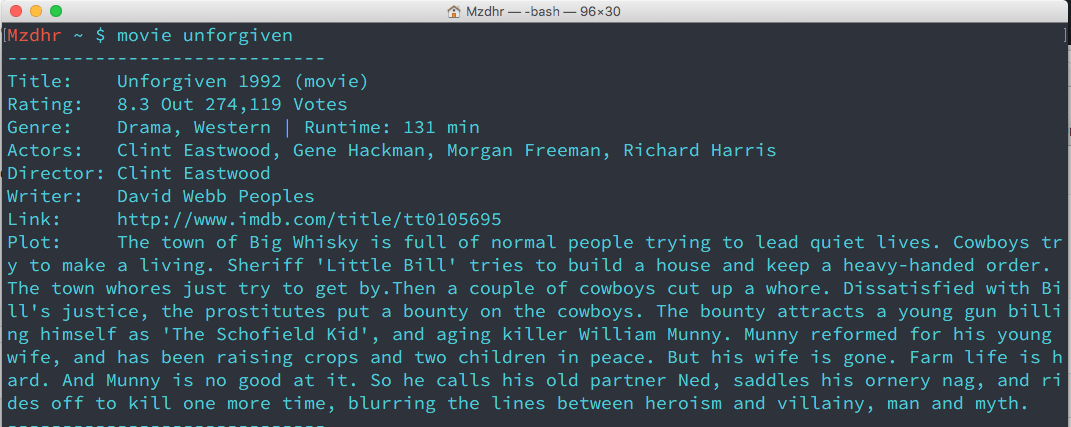 Mzdhr — -bash — 96×30
[Mzdhr ~ $ movie unforgiven ]
-----------------------------
Title:    Unforgiven 1992 (movie)
Rating:   8.3 Out 274,119 Votes
Genre:    Drama, Western | Runtime: 131 min
Actors:   Clint Eastwood, Gene Hackman, Morgan Freeman, Richard Harris
Director: Clint Eastwood
Writer:   David Webb Peoples
Link:     http://www.imdb.com/title/tt0105695
Plot:     The town of Big Whisky is full of normal people trying to lead quiet lives. Cowboys tr
y to make a living. Sheriff 'Little Bill' tries to build a house and keep a heavy-handed order.
The town whores just try to get by.Then a couple of cowboys cut up a whore. Dissatisfied with Bi
ll's justice, the prostitutes put a bounty on the cowboys. The bounty attracts a young gun billi
ng himself as 'The Schofield Kid', and aging killer William Munny. Munny reformed for his young
wife, and has been raising crops and two children in peace. But his wife is gone. Farm life is h
ard. And Munny is no good at it. So he calls his old partner Ned, saddles his ornery nag, and ri
des off to kill one more time, blurring the lines between heroism and villainy, man and myth.
-----------------------------